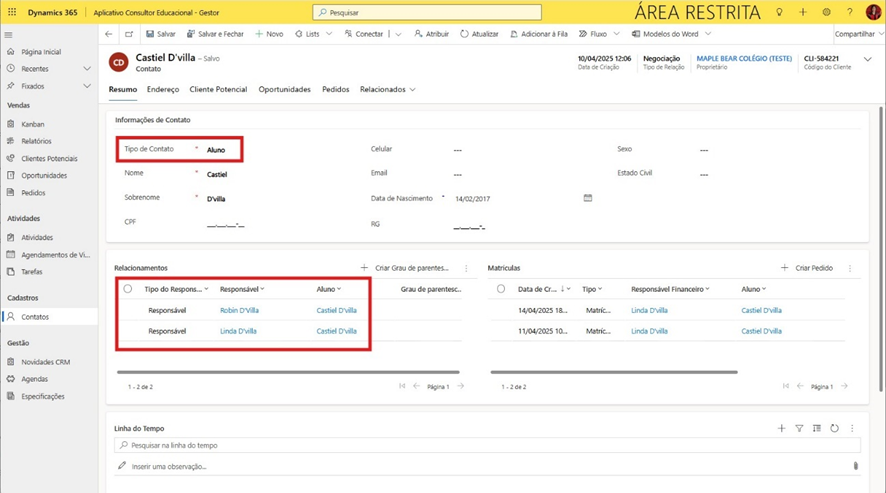 Dynamics 365 Aplicativo Consultor Educacional - Gestor Pesquisar ÁREA RESTRITA
Salvar Salvar e Fechar Novo Lists Conectar Atribuir Atualizar Adicionar à Fila Fluxo Modelos do Word Compartilhar
Página Inicial
Recentes
Fixados
Vendas
Kanban
Relatórios
Clientes Potenciais
Oportunidades
Pedidos
Atividades
Atividades
Agendamentos de Vi...
Tarefas
Cadastros
Contatos
Gestão
Novidades CRM
Agendas
Especificações
CD
Castiel D'villa – Salvo
Contato
10/04/2025 12:06
Data de Criação
Negociação
Tipo de Relação
MAPLE BEAR COLÉGIO (TESTE)
Proprietário
CLI-584221
Código do Cliente
Resumo Endereço Cliente Potencial Oportunidades Pedidos Relacionados
Informações de Contato
Tipo de Contato * Aluno Celular --- Sexo ---
Nome * Castiel Email --- Estado Civil ---
Sobrenome * D'villa Data de Nascimento * 14/02/2017
CPF __.__.__-_ RG __.__.__-_
Relacionamentos + Criar Grau de parentes...
Tipo do Respons... Responsável Aluno Grau de parentesc...
Responsável Robin D'Villa Castiel D'villa
Responsável Linda D'Villa Castiel D'villa
1 - 2 de 2 Página 1
Matrículas + Criar Pedido
Data de Cr... Tipo Responsável Financeiro Aluno
14/04/2025 18... Matríc... Linda D'Villa Castiel D'villa
11/04/2025 10... Matríc... Linda D'Villa Castiel D'villa
1 - 2 de 2 Página 1
Linha do Tempo
Pesquisar na linha do tempo
Inserir uma observação...